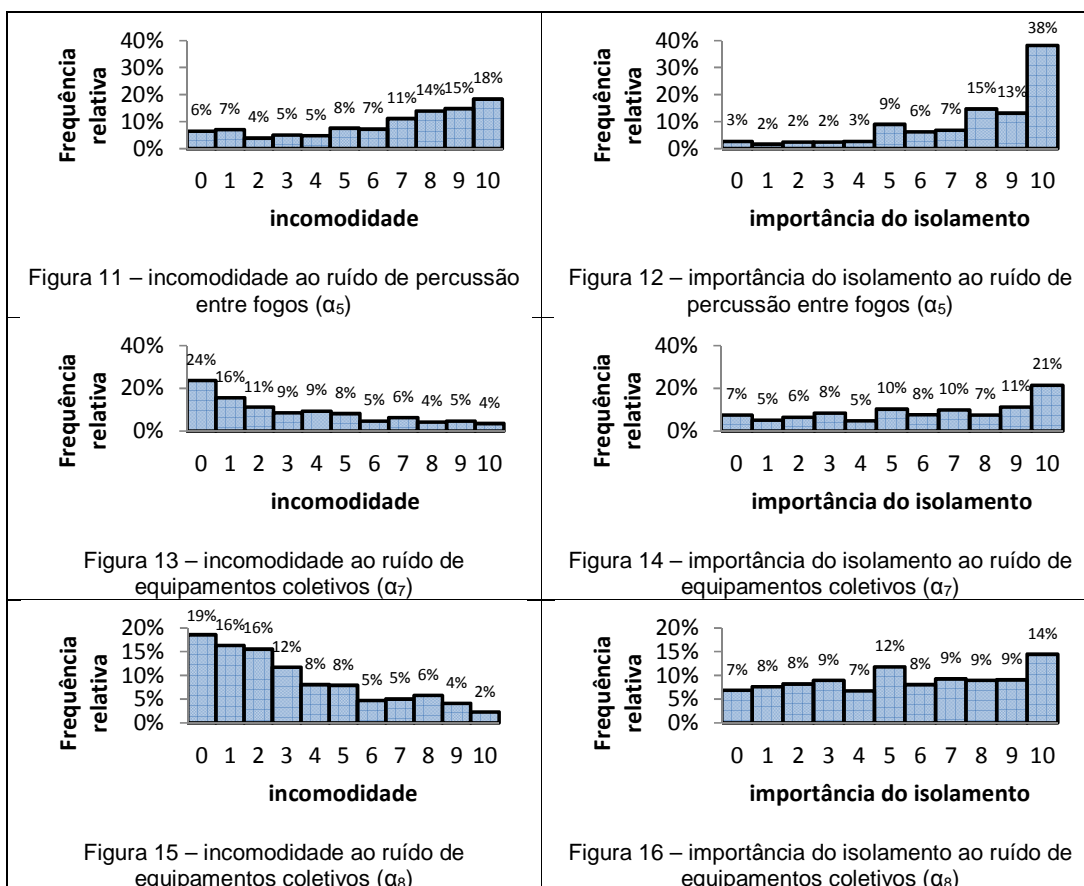 Frequência relativa
40%
30%
20%
10%
0%
6% 7% 4% 5% 5% 8% 7% 11% 14% 15% 18%
0 1 2 3 4 5 6 7 8 9 10
incomodidade
Figura 11 – incomodidade ao ruído de percussão
entre fogos (α₅)
Frequência relativa
40%
30%
20%
10%
0%
3% 2% 2% 2% 3% 9% 6% 7% 15% 13% 38%
0 1 2 3 4 5 6 7 8 9 10
importância do isolamento
Figura 12 – importância do isolamento ao ruído de
percussão entre fogos (α₅)
Frequência relativa
40%
20%
0%
24% 16% 11% 9% 9% 8% 5% 6% 4% 5% 4%
0 1 2 3 4 5 6 7 8 9 10
incomodidade
Figura 13 – incomodidade ao ruído de
equipamentos coletivos (α₇)
Frequência relativa
40%
20%
0%
7% 5% 6% 8% 5% 10% 8% 10% 7% 11% 21%
0 1 2 3 4 5 6 7 8 9 10
importância do isolamento
Figura 14 – importância do isolamento ao ruído de
equipamentos coletivos (α₇)
Frequência relativa
20%
15%
10%
5%
0%
19% 16% 16% 12% 8% 8% 5% 5% 6% 4% 2%
0 1 2 3 4 5 6 7 8 9 10
incomodidade
Figura 15 – incomodidade ao ruído de
equipamentos coletivos (α₈)
Frequência relativa
20%
15%
10%
5%
0%
7% 8% 8% 9% 7% 12% 8% 9% 9% 9% 14%
0 1 2 3 4 5 6 7 8 9 10
importância do isolamento
Figura 16 – importância do isolamento ao ruído de
equipamentos coletivos (α₈)